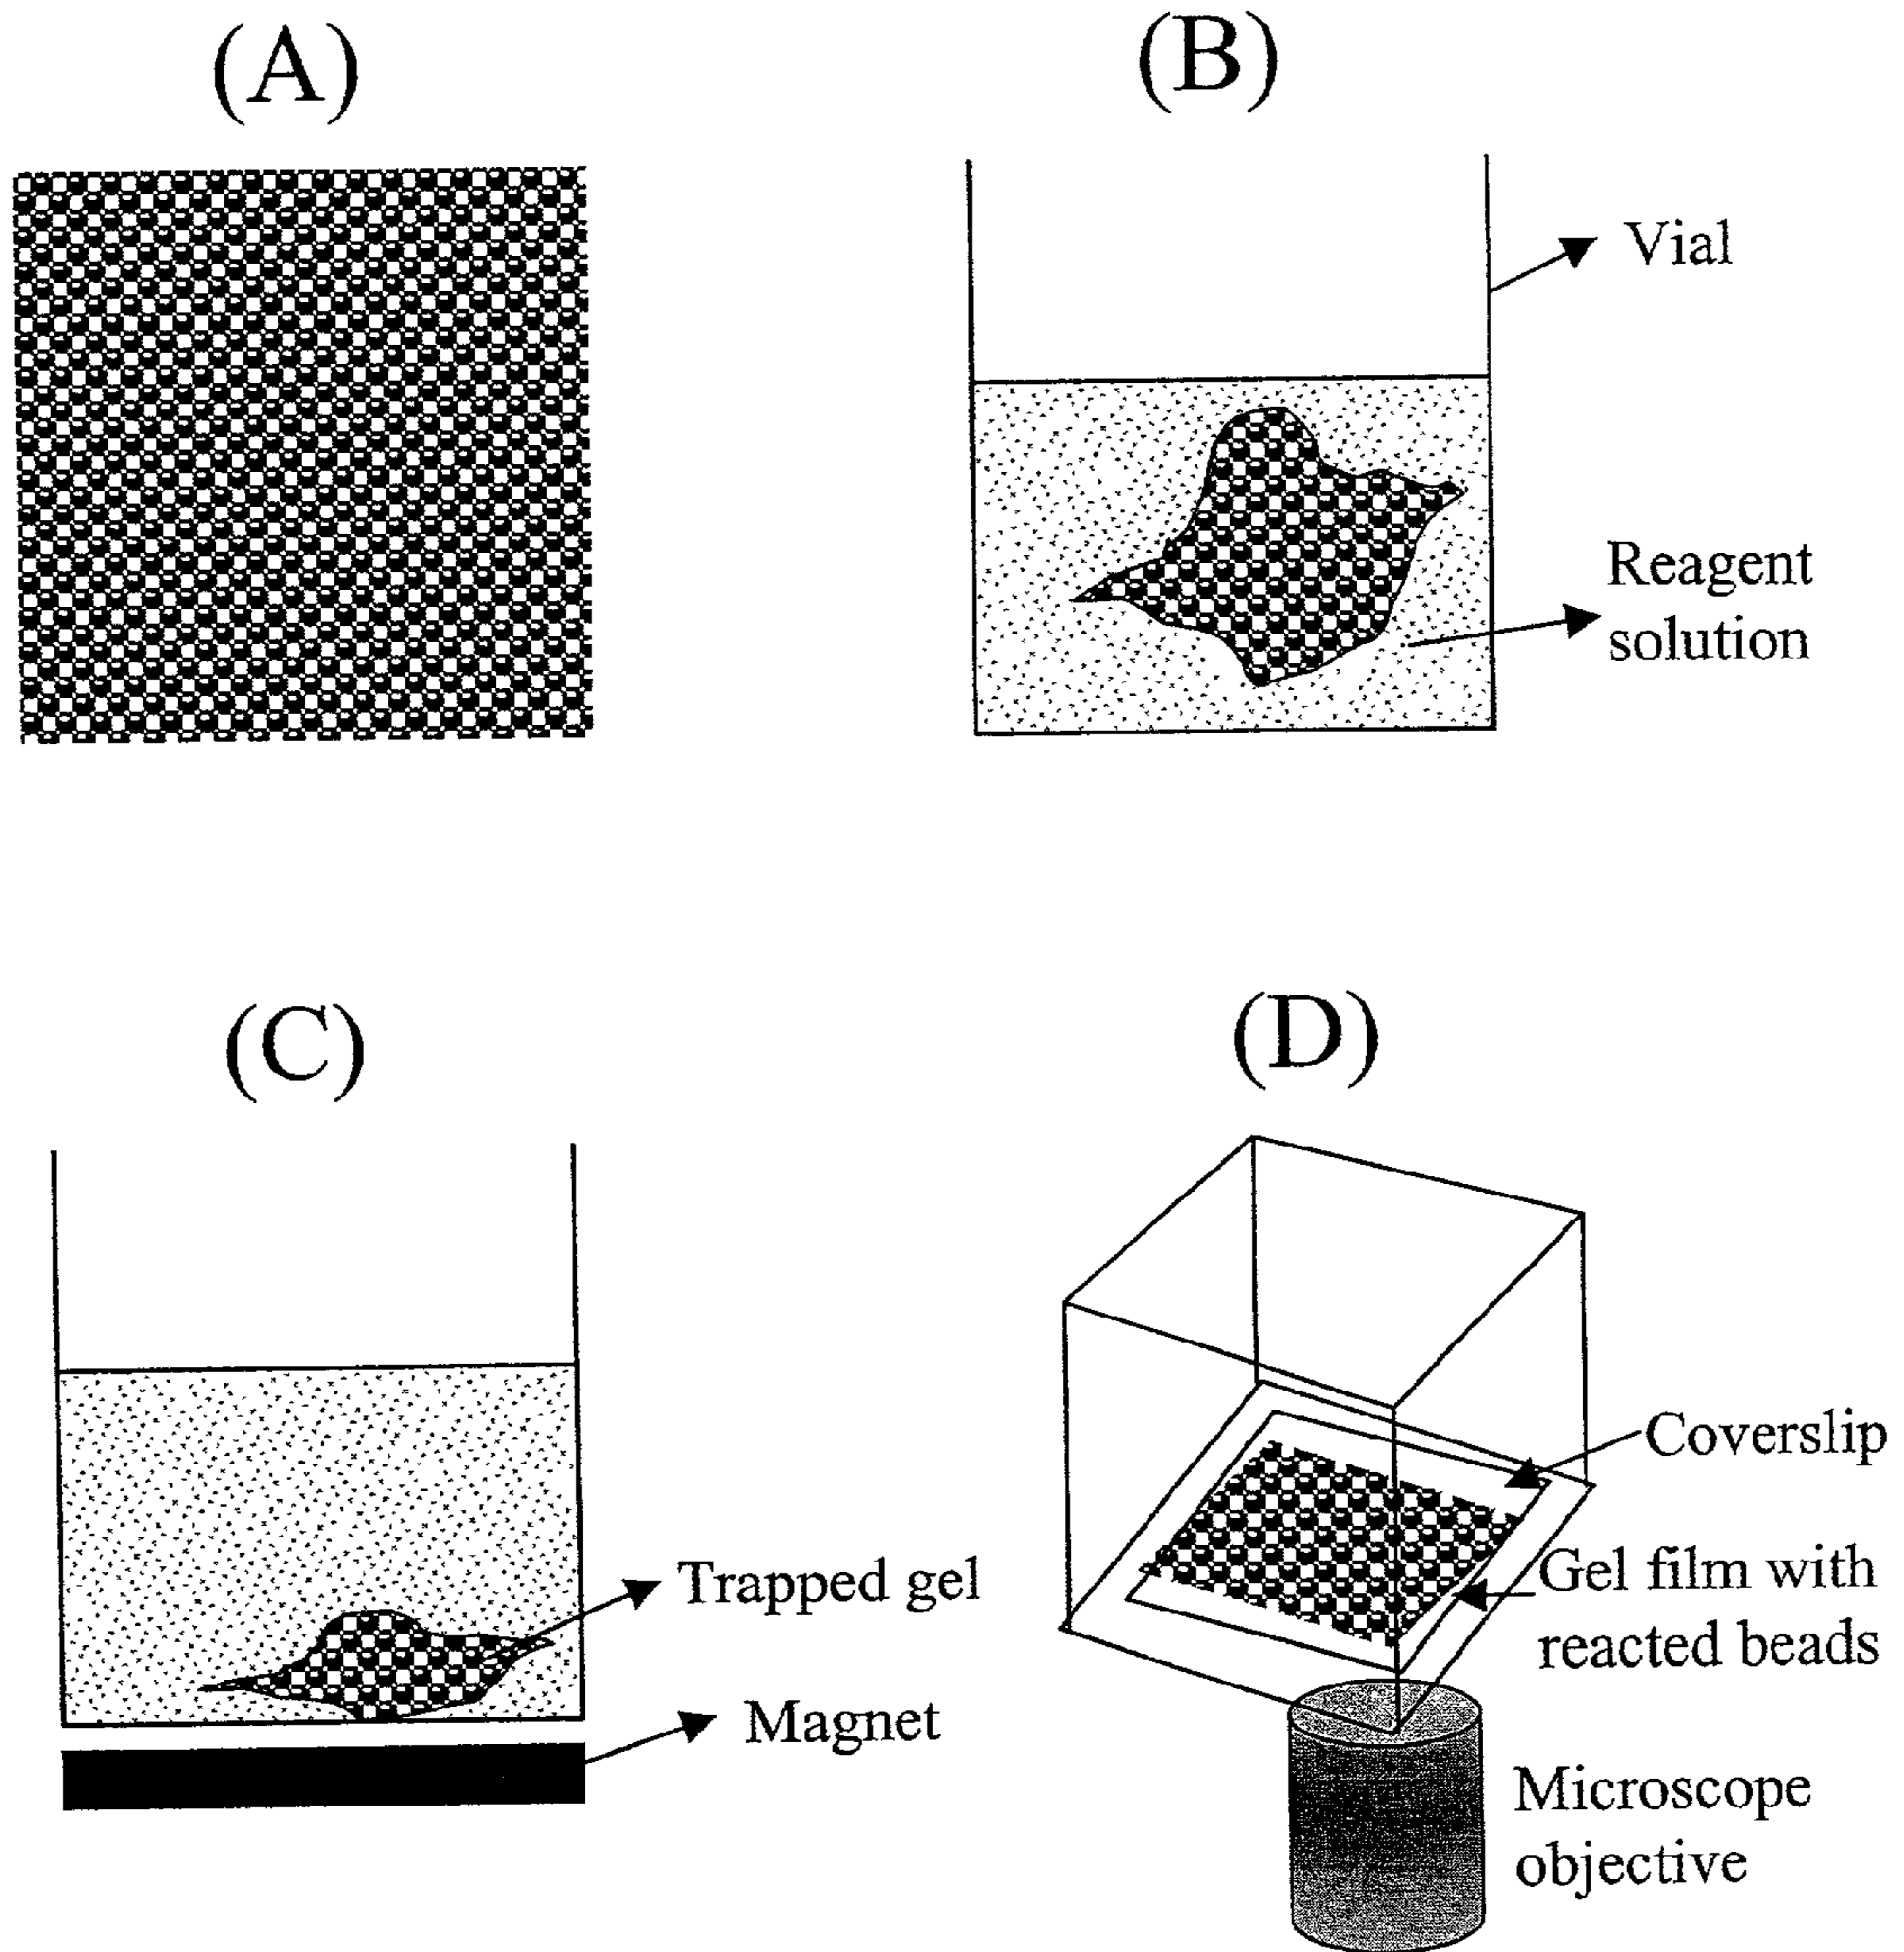 (A)
(B)
Vial
Reagent
solution
(C)
Trapped gel
Magnet
(D)
Coverslip
Gel film with
reacted beads
Microscope
objective